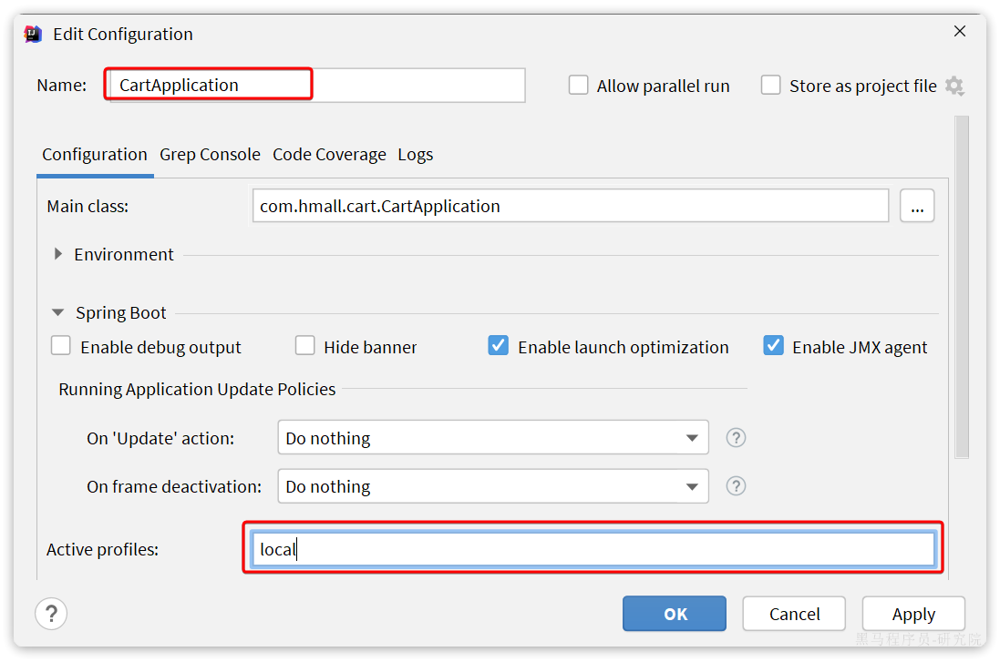 Edit Configuration
Name: CartApplication Allow parallel run Store as project file
Configuration Grep Console Code Coverage Logs
Main class: com.hmall.cart.CartApplication ...
Environment
Spring Boot
Enable debug output Hide banner Enable launch optimization Enable JMX agent
Running Application Update Policies
On 'Update' action: Do nothing ?
On frame deactivation: Do nothing ?
Active profiles: local
? OK Cancel Apply
黑马程序员-研究院